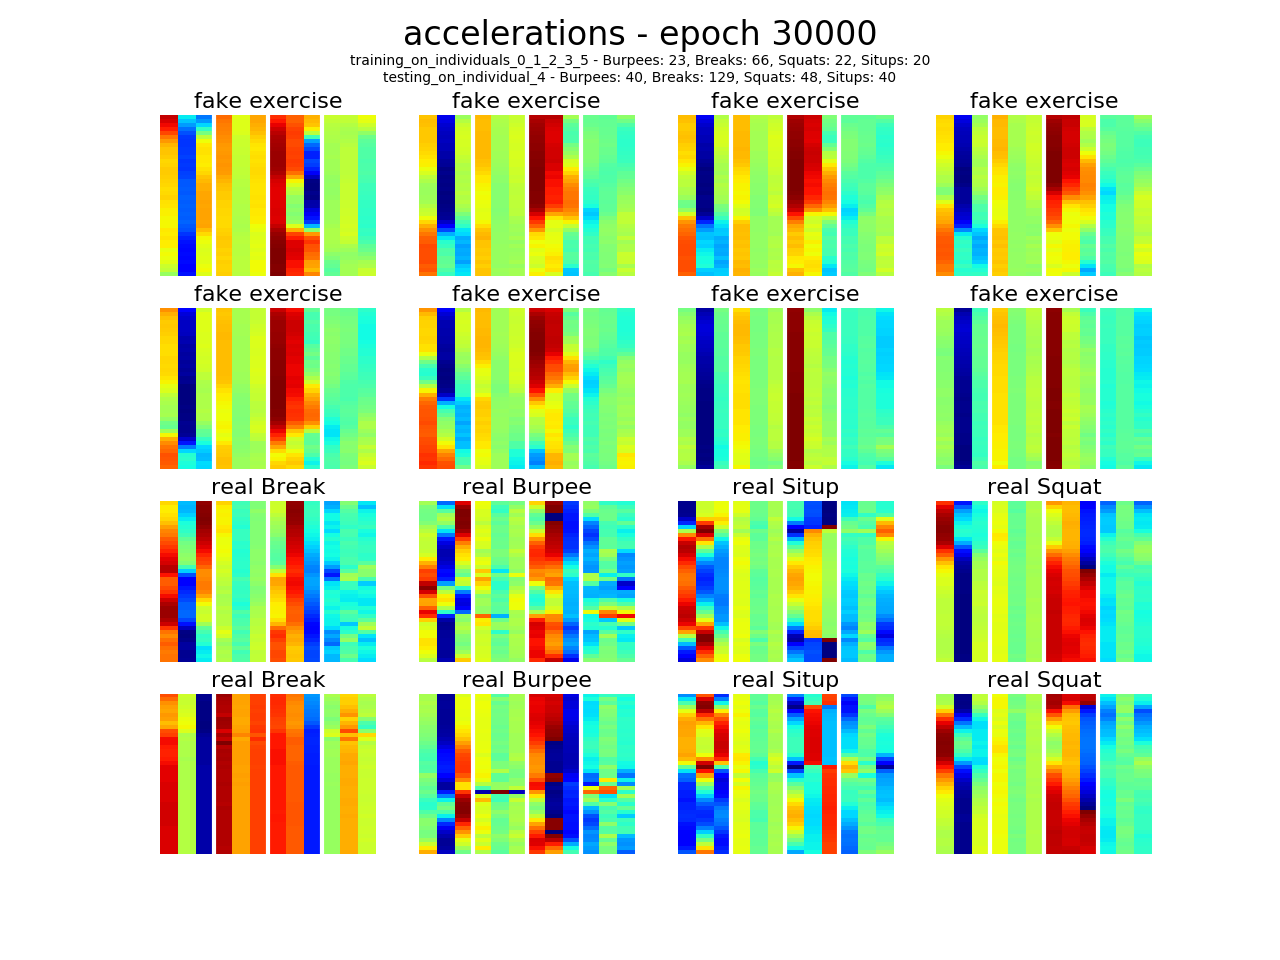 accelerations - epoch 30000
training_on_individuals_0_1_2_3_5 - Burpees: 23, Breaks: 66, Squats: 22, Situps: 20
testing_on_individual_4 - Burpees: 40, Breaks: 129, Squats: 48, Situps: 40
fake exercise fake exercise fake exercise fake exercise
fake exercise fake exercise fake exercise fake exercise
real Break real Burpee real Situp real Squat
real Break real Burpee real Situp real Squat